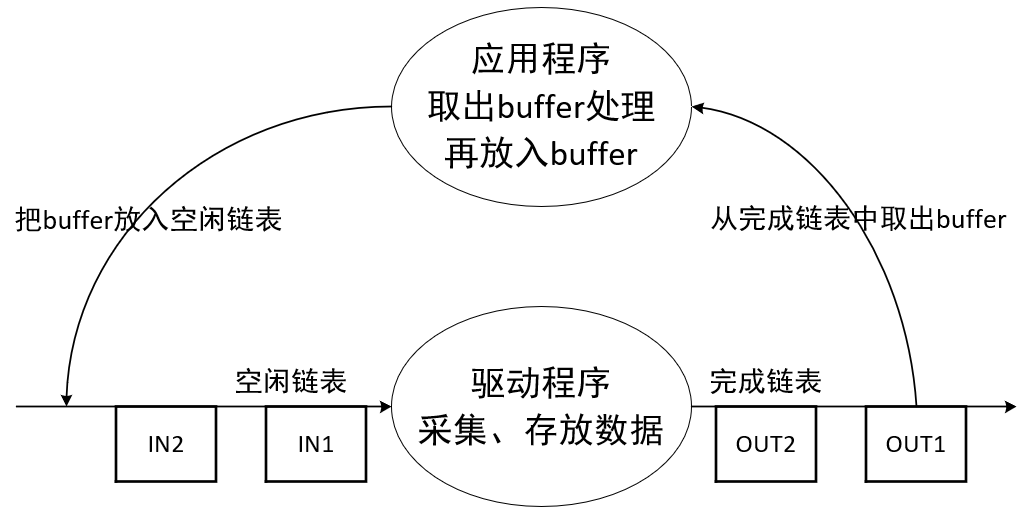 应用程序
取出buffer处理
再放入buffer
把buffer放入空闲链表
从完成链表中取出buffer
空闲链表
驱动程序
采集、存放数据
完成链表
IN2
IN1
OUT2
OUT1